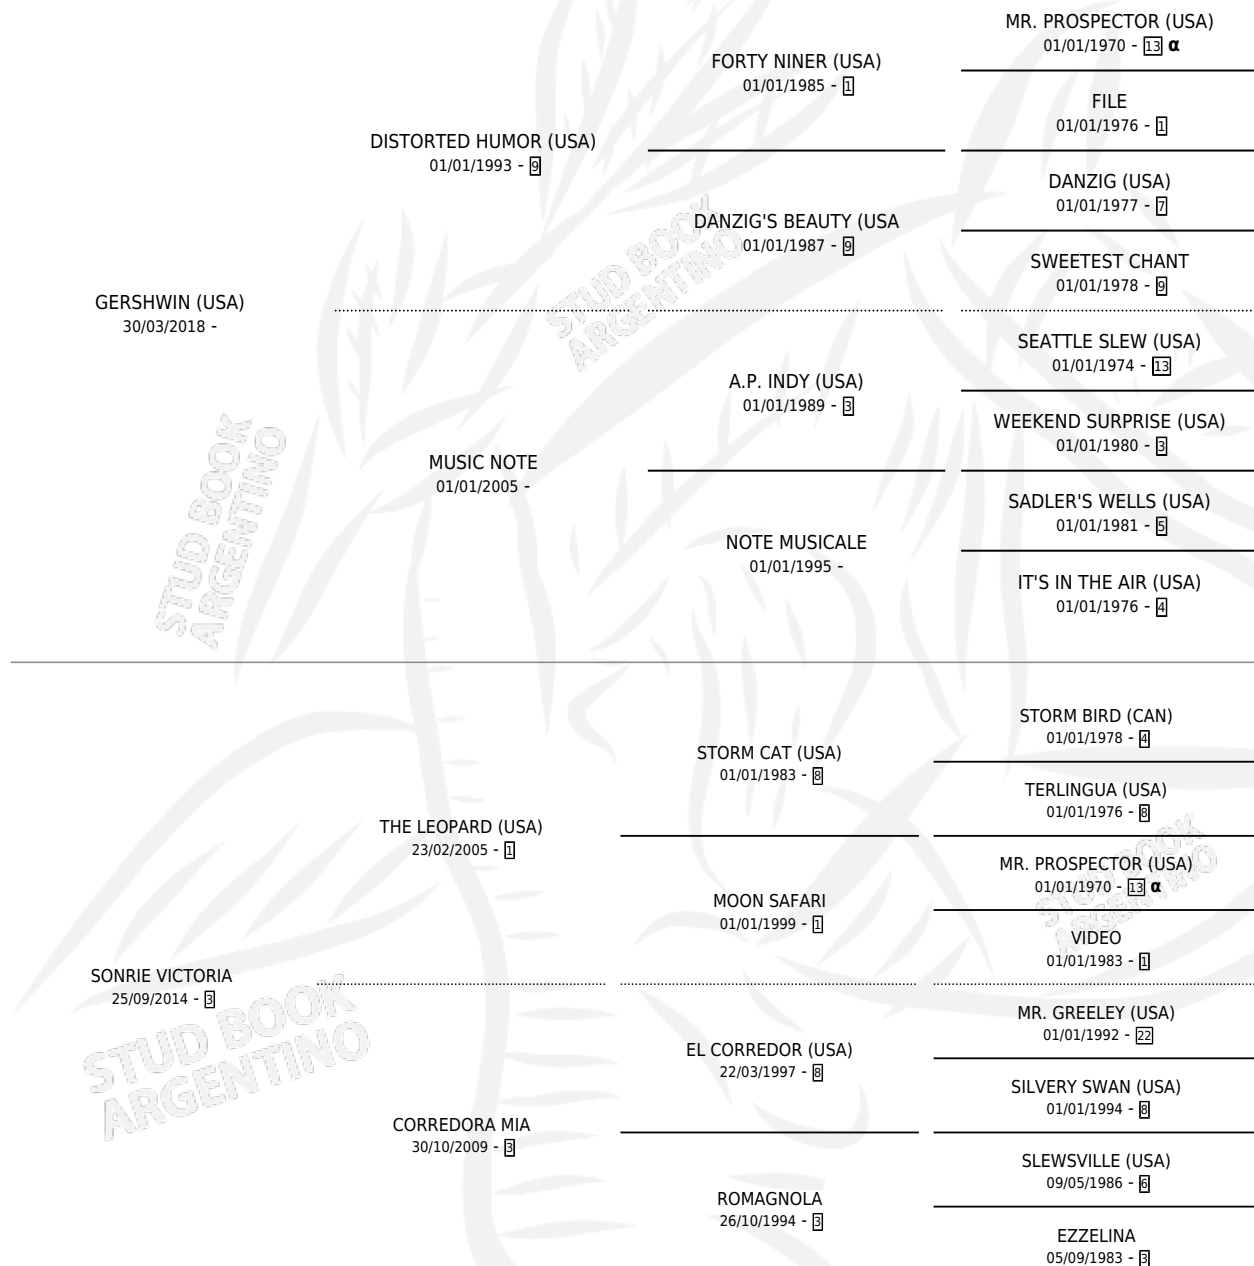 MR. PROSPECTOR (USA)
01/01/1970 - 13 α
FORTY NINER (USA)
01/01/1985 - 1
FILE
01/01/1976 - 1
DISTORTED HUMOR (USA)
01/01/1993 - 9
DANZIG (USA)
01/01/1977 - 7
DANZIG'S BEAUTY (USA
01/01/1987 - 9
SWEETEST CHANT
01/01/1978 - 9
GERSHWIN (USA)
30/03/2018 -
SEATTLE SLEW (USA)
01/01/1974 - 13
A.P. INDY (USA)
01/01/1989 - 3
WEEKEND SURPRISE (USA)
01/01/1980 - 3
MUSIC NOTE
01/01/2005 -
SADLER'S WELLS (USA)
01/01/1981 - 5
NOTE MUSICALE
01/01/1995 -
IT'S IN THE AIR (USA)
01/01/1976 - 4
STORM BIRD (CAN)
01/01/1978 - 4
STORM CAT (USA)
01/01/1983 - 8
TERLINGUA (USA)
01/01/1976 - 8
THE LEOPARD (USA)
23/02/2005 - 1
MR. PROSPECTOR (USA)
01/01/1970 - 13 α
MOON SAFARI
01/01/1999 - 1
VIDEO
01/01/1983 - 1
SONRIE VICTORIA
25/09/2014 - 3
MR. GREELEY (USA)
01/01/1992 - 22
EL CORREDOR (USA)
22/03/1997 - 8
SILVERY SWAN (USA)
01/01/1994 - 8
CORREDORA MIA
30/10/2009 - 3
SLEWSVILLE (USA)
09/05/1986 - 6
ROMAGNOLA
26/10/1994 - 3
EZZELINA
05/09/1983 - 3
STUD BOOK
ARGENTINO
STUD BOOK
ARGENTINO
STUD BOOK
ARGENTINO
STUD BOOK
ARGENTINO